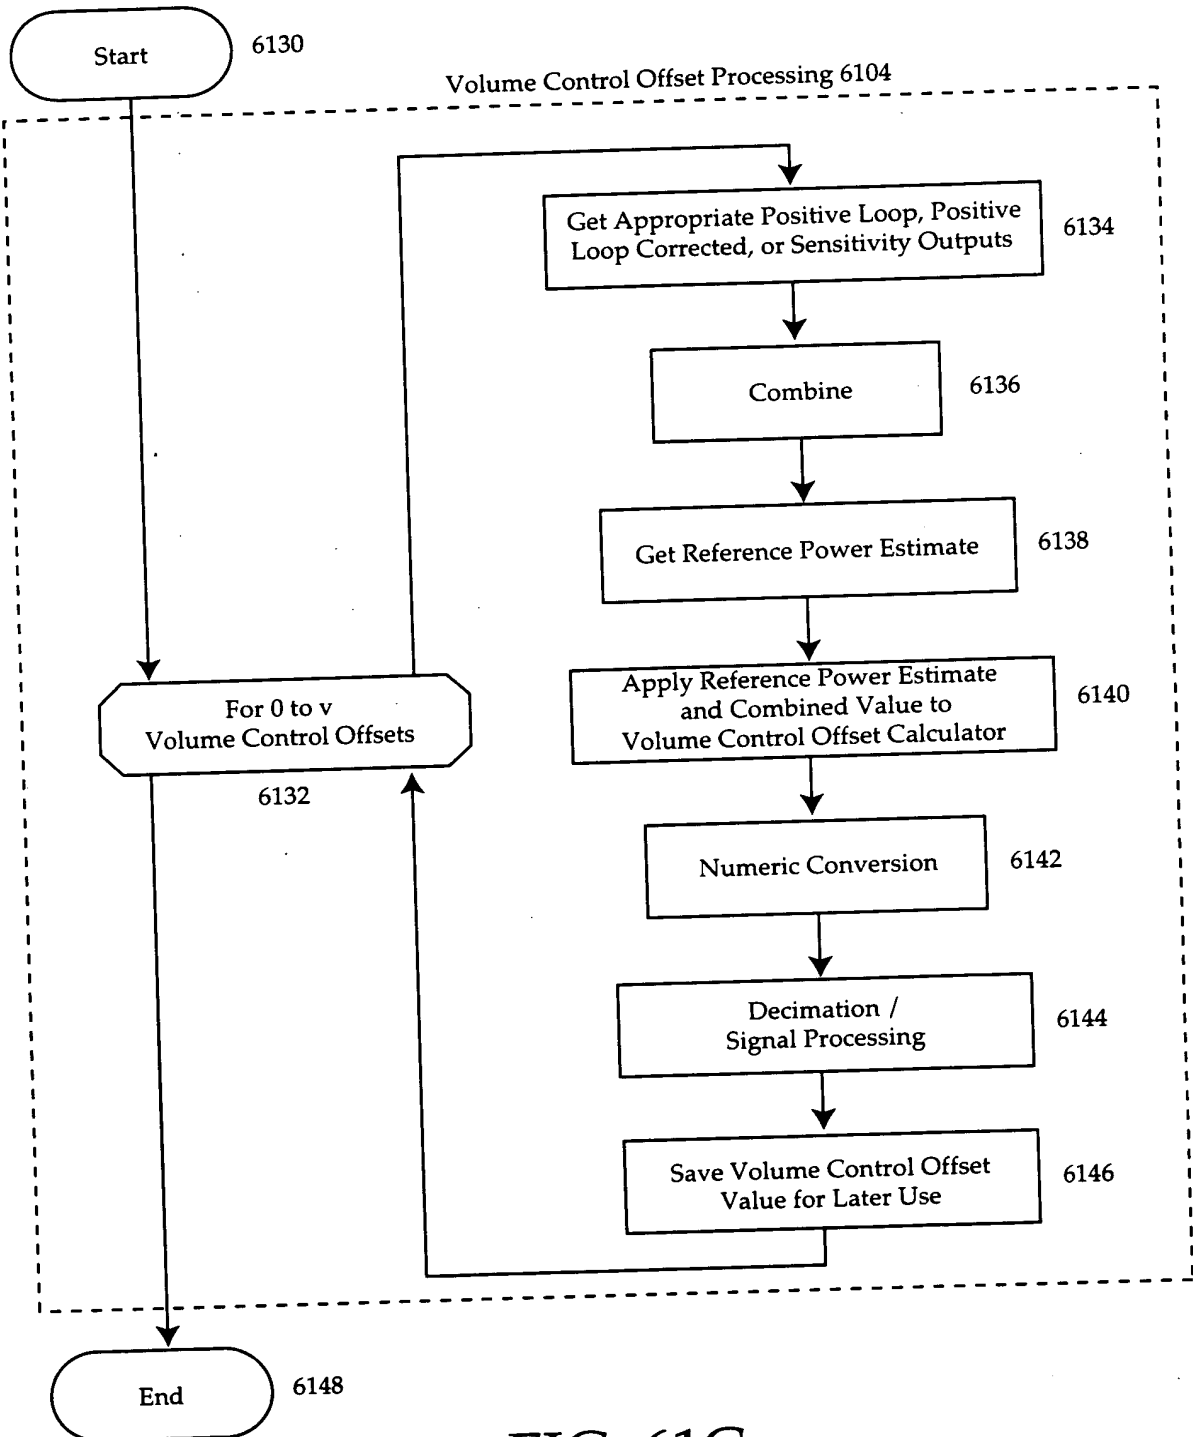 Start
6130
Volume Control Offset Processing 6104
Get Appropriate Positive Loop, Positive
Loop Corrected, or Sensitivity Outputs
6134
Combine
6136
Get Reference Power Estimate
6138
For 0 to v
Volume Control Offsets
6132
Apply Reference Power Estimate
and Combined Value to
Volume Control Offset Calculator
6140
Numeric Conversion
6142
Decimation /
Signal Processing
6144
Save Volume Control Offset
Value for Later Use
6146
End
6148
FIG. 61C